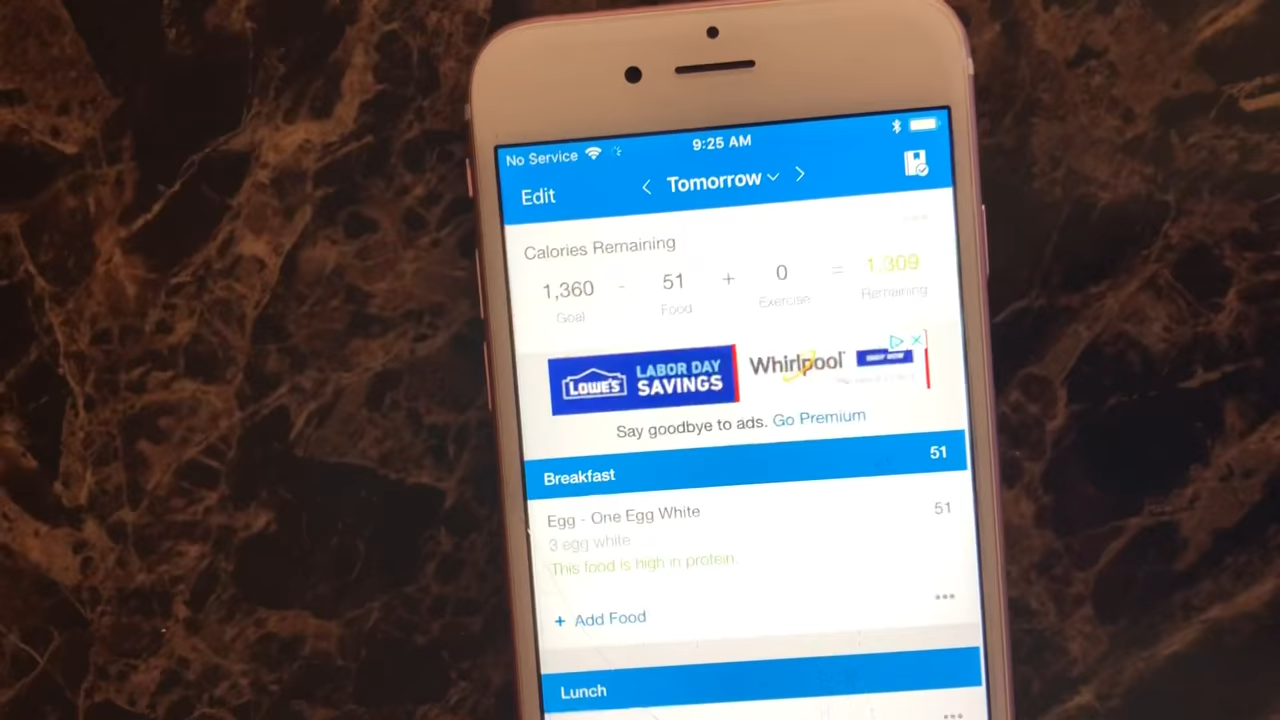 No Service 9:25 AM
Edit Tomorrow
Calories Remaining
1,360 - 51 + 0 = 1,309
Goal Food Exercise Remaining
LOWE'S LABOR DAY SAVINGS Whirlpool SHOP NOW
Say goodbye to ads. Go Premium
Breakfast 51
Egg - One Egg White 51
3 egg white
This food is high in protein.
+ Add Food
Lunch